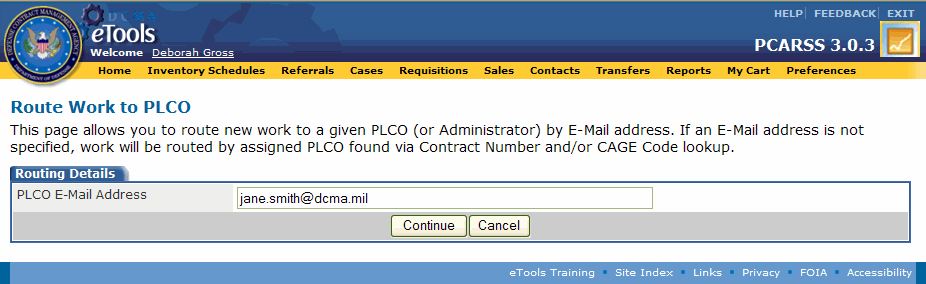 HELP FEEDBACK EXIT
DCMA
eTools
Welcome Deborah Gross
PCARSS 3.0.3
Home Inventory Schedules Referrals Cases Requisitions Sales Contacts Transfers Reports My Cart Preferences
Route Work to PLCO
This page allows you to route new work to a given PLCO (or Administrator) by E-Mail address. If an E-Mail address is not
specified, work will be routed by assigned PLCO found via Contract Number and/or CAGE Code lookup.
Routing Details
PLCO E-Mail Address jane.smith@dcma.mil
Continue Cancel
eTools Training • Site Index • Links • Privacy • FOIA • Accessibility